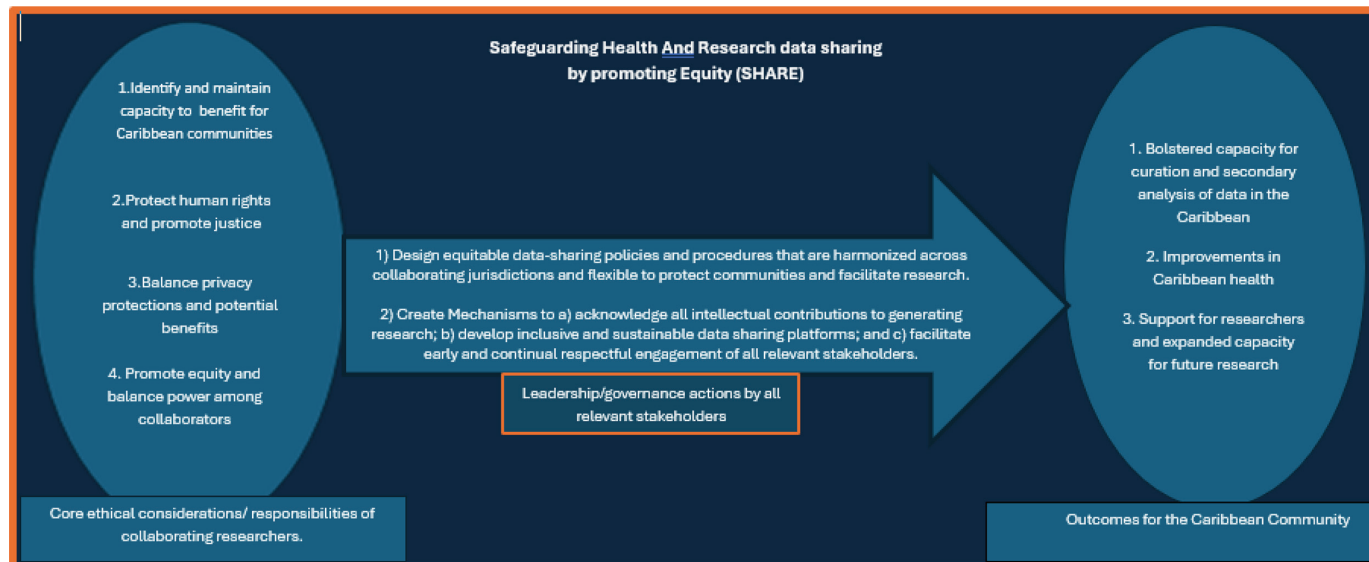 Safeguarding Health And Research data sharing
by promoting Equity (SHARE)
1.Identify and maintain
capacity to benefit for
Caribbean communities
2.Protect human rights
and promote justice
3.Balance privacy
protections and potential
benefits
4. Promote equity and
balance power among
collaborators
Core ethical considerations/ responsibilities of
collaborating researchers.
1) Design equitable data-sharing policies and procedures that are harmonized across
collaborating jurisdictions and flexible to protect communities and facilitate research.
2) Create Mechanisms to a) acknowledge all intellectual contributions to generating
research; b) develop inclusive and sustainable data sharing platforms; and c) facilitate
early and continual respectful engagement of all relevant stakeholders.
Leadership/governance actions by all
relevant stakeholders
1. Bolstered capacity for
curation and secondary
analysis of data in the
Caribbean
2. Improvements in
Caribbean health
3. Support for researchers
and expanded capacity
for future research
Outcomes for the Caribbean Community